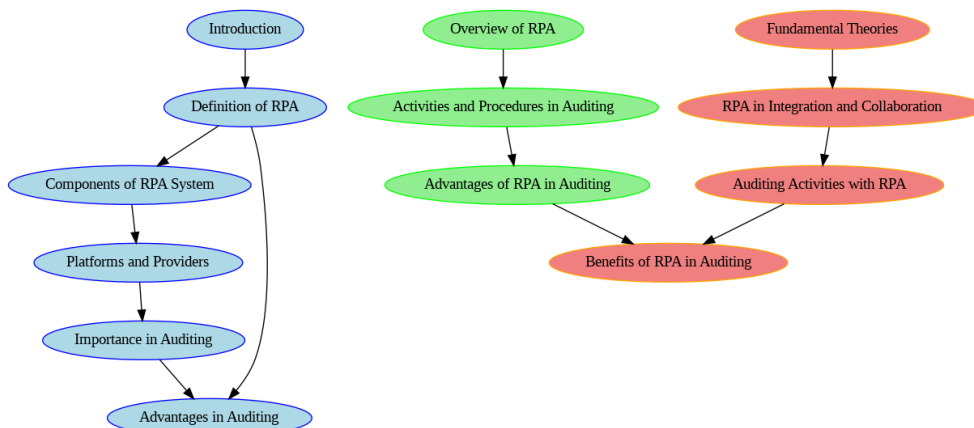 Introduction
Overview of RPA
Fundamental Theories
Definition of RPA
Activities and Procedures in Auditing
RPA in Integration and Collaboration
Components of RPA System
Advantages of RPA in Auditing
Auditing Activities with RPA
Platforms and Providers
Benefits of RPA in Auditing
Importance in Auditing
Advantages in Auditing